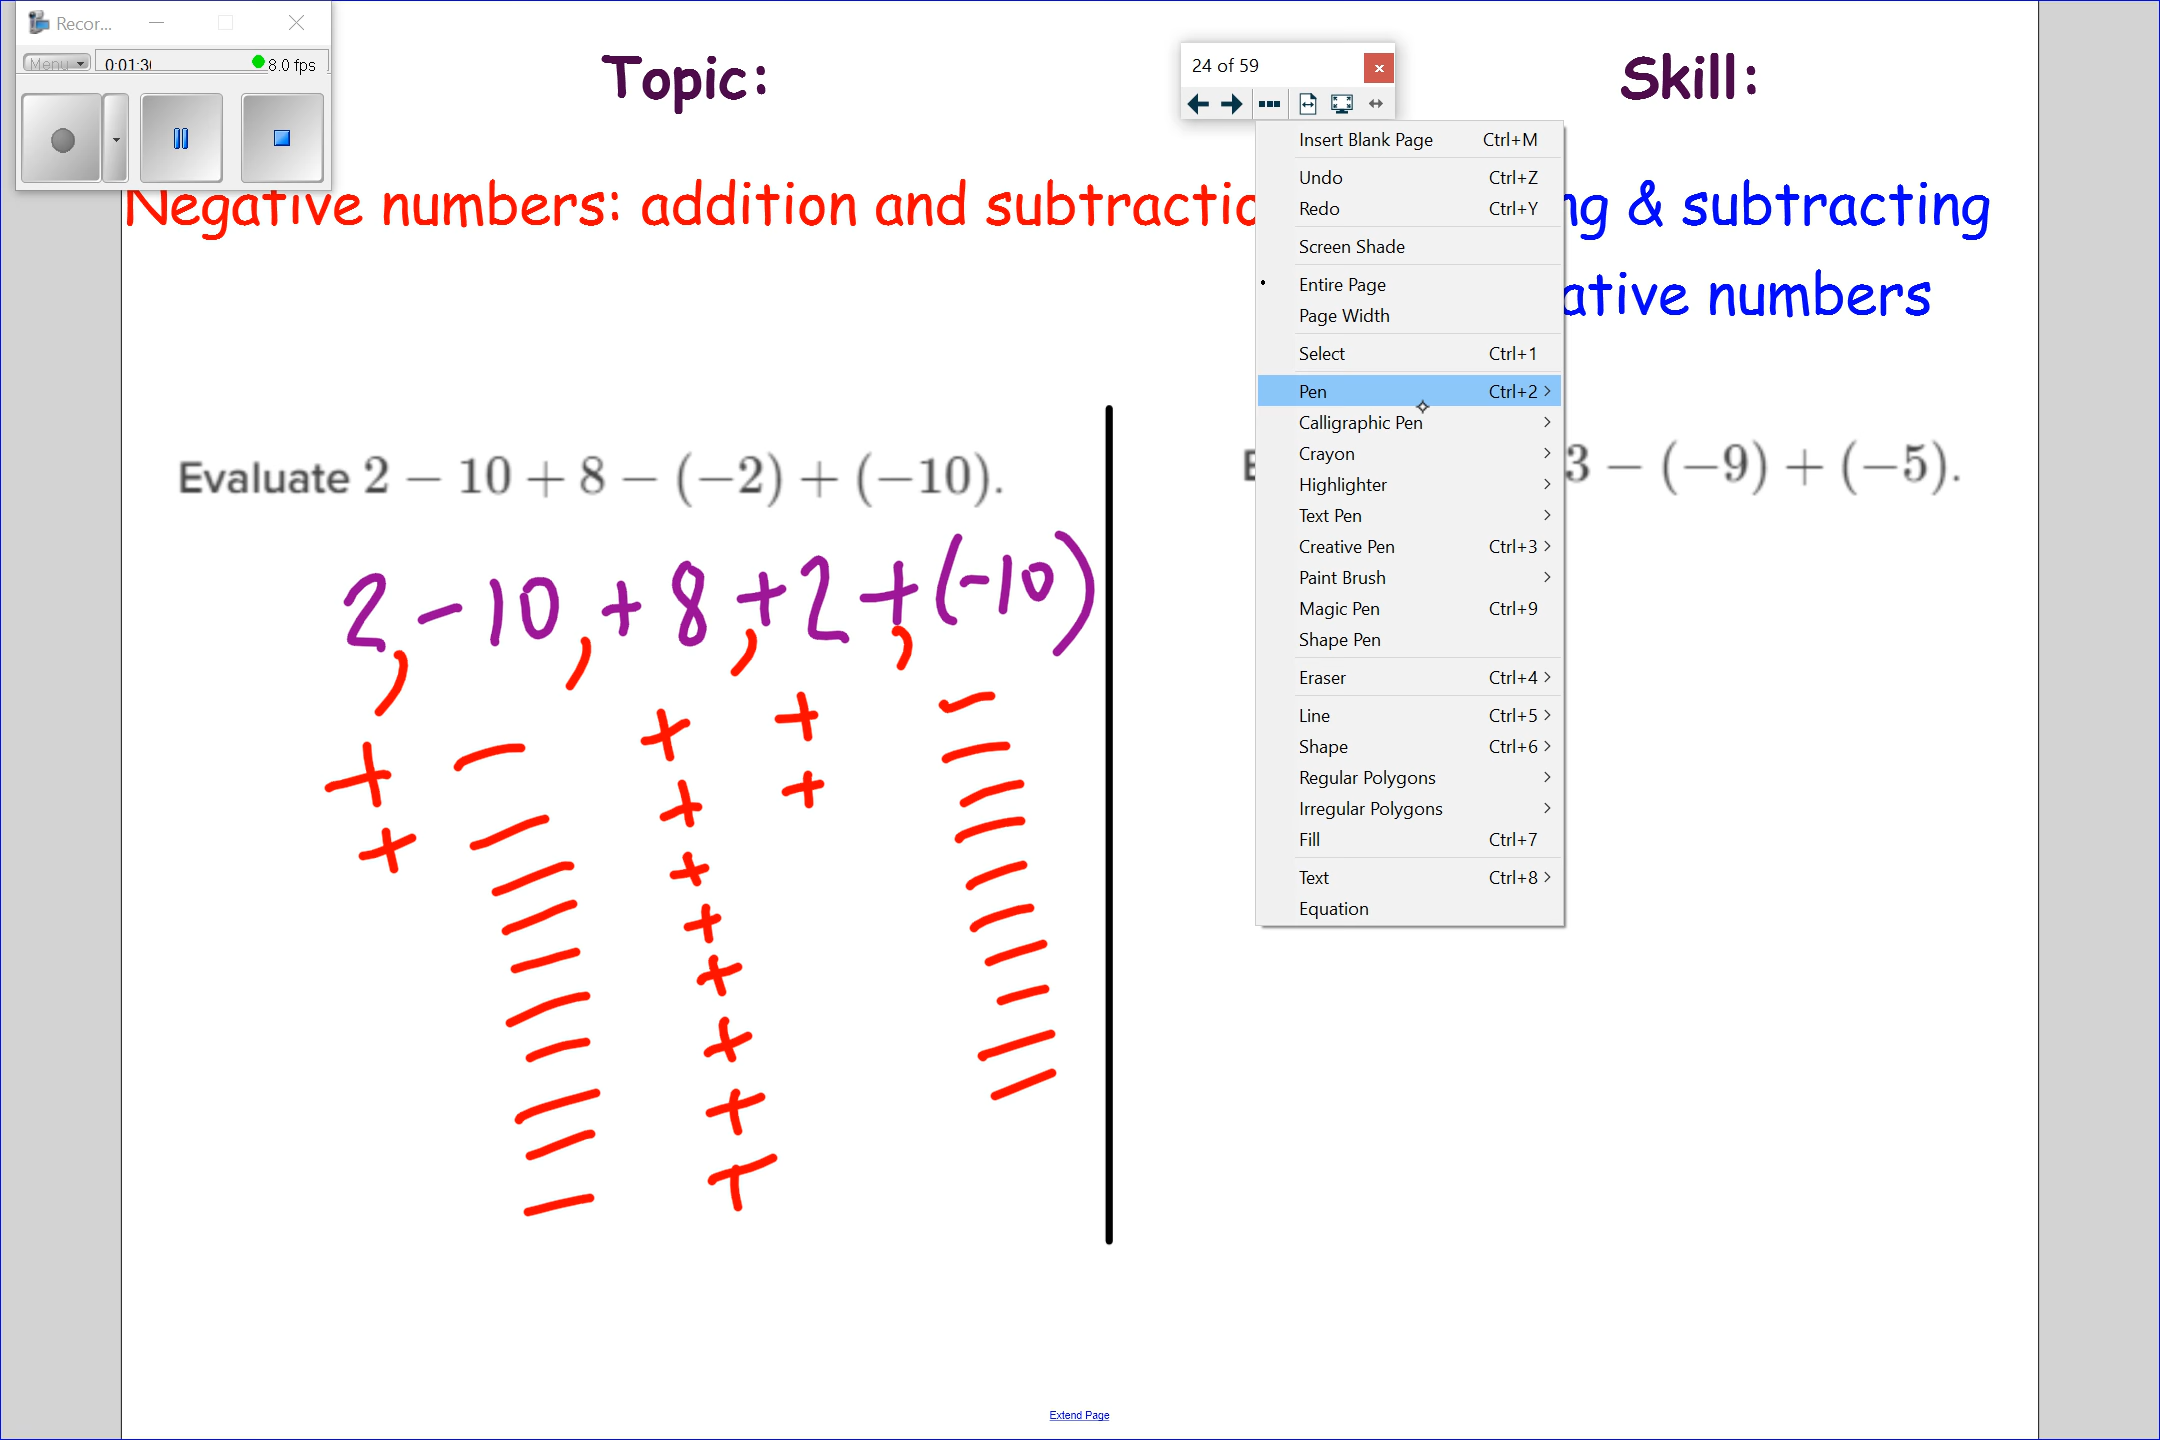 Recor...
Menu 0:01:3 8.0 fps
Topic:
24 of 59
Skill:
Negative numbers: addition and subtractio
ng & subtracting
ative numbers
Insert Blank Page Ctrl+M
Undo Ctrl+Z
Redo Ctrl+Y
Screen Shade
Entire Page
Page Width
Select Ctrl+1
Pen Ctrl+2
Calligraphic Pen
Crayon
Highlighter
Text Pen
Creative Pen Ctrl+3
Paint Brush
Magic Pen Ctrl+9
Shape Pen
Eraser Ctrl+4
Line Ctrl+5
Shape Ctrl+6
Regular Polygons
Irregular Polygons
Fill Ctrl+7
Text Ctrl+8
Equation
Evaluate 2 − 10 + 8 − (−2) + (−10).
E 3 − (−9) + (−5).
2, - 10, + 8, + 2 +, (-10)
+ − + + −
+ − + + −
− + −
− + −
− + −
− + −
− + −
− + −
− −
− −
Extend Page